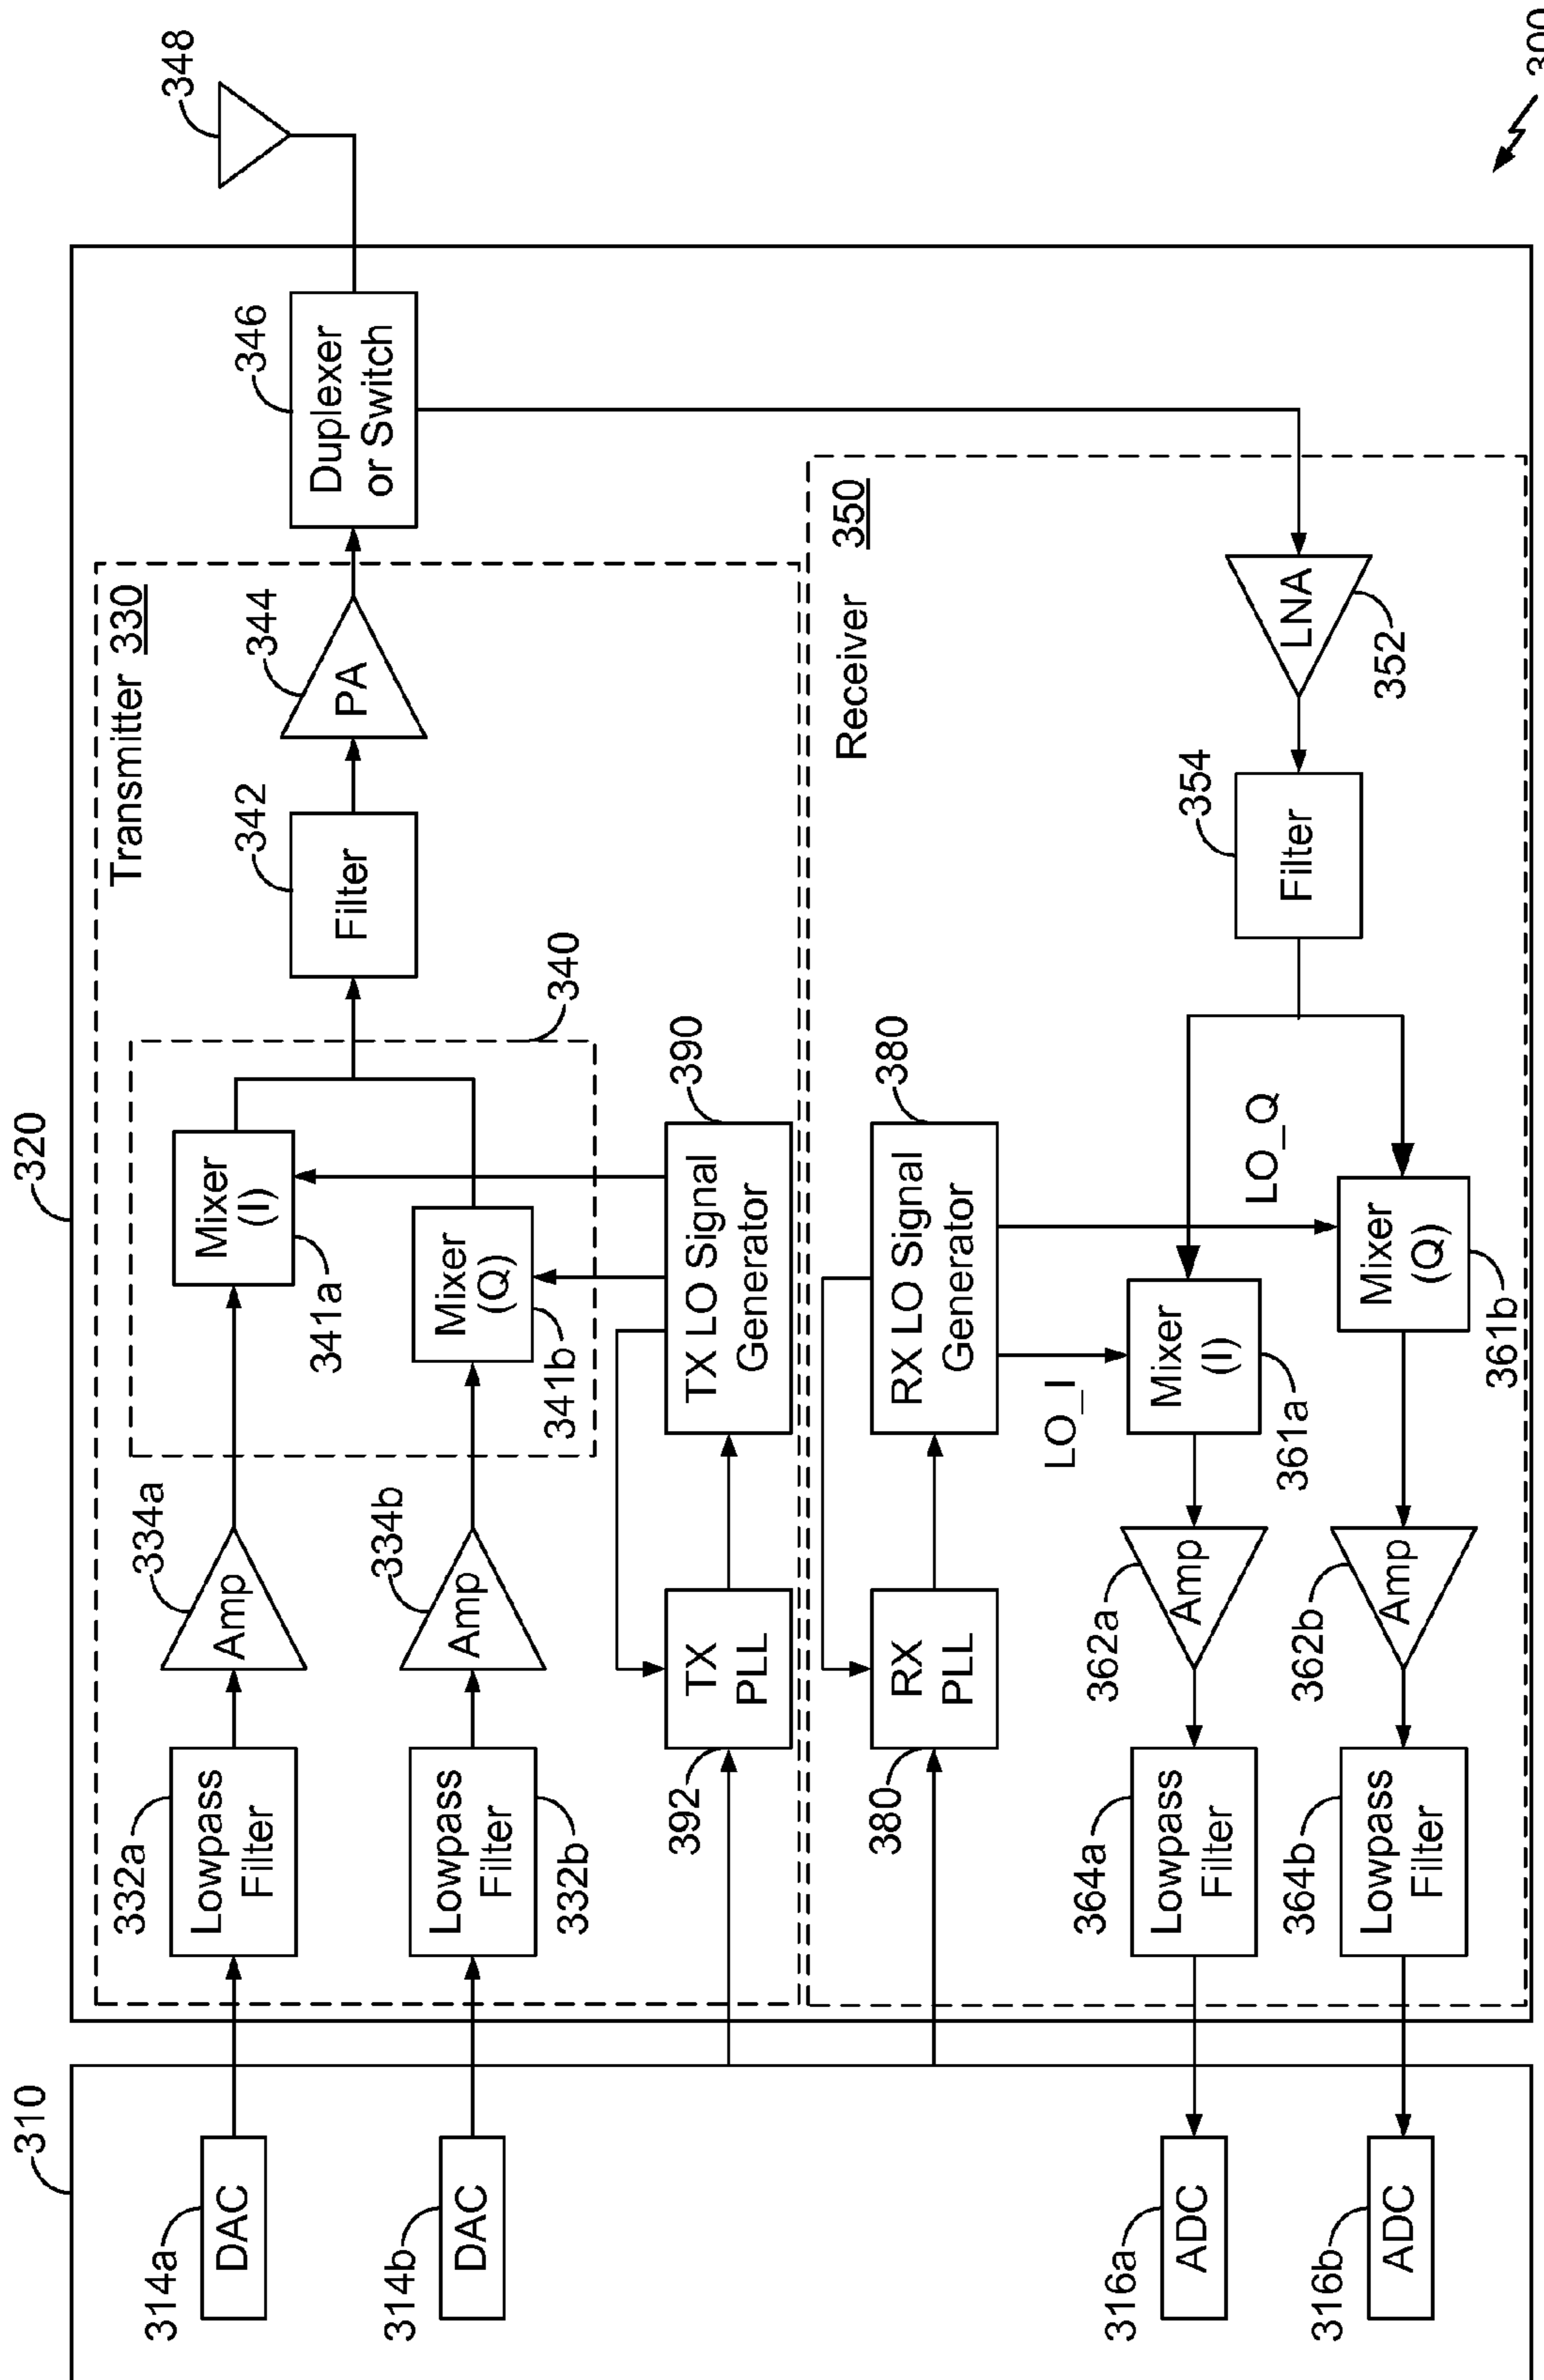 310
314a
DAC
314b
DAC
316a
ADC
316b
ADC
320
Transmitter 330
332a
Lowpass
Filter
334a
Amp
332b
Lowpass
Filter
334b
Amp
340
Mixer
(I)
341a
Mixer
(Q)
341b
342
Filter
344
PA
346
Duplexer
or Switch
348
392
TX
PLL
390
TX LO Signal
Generator
Receiver 350
380
RX
PLL
380
RX LO Signal
Generator
LO_I
LO_Q
364a
Lowpass
Filter
362a
Amp
Mixer
(I)
361a
364b
Lowpass
Filter
362b
Amp
Mixer
(Q)
361b
354
Filter
LNA
352
300